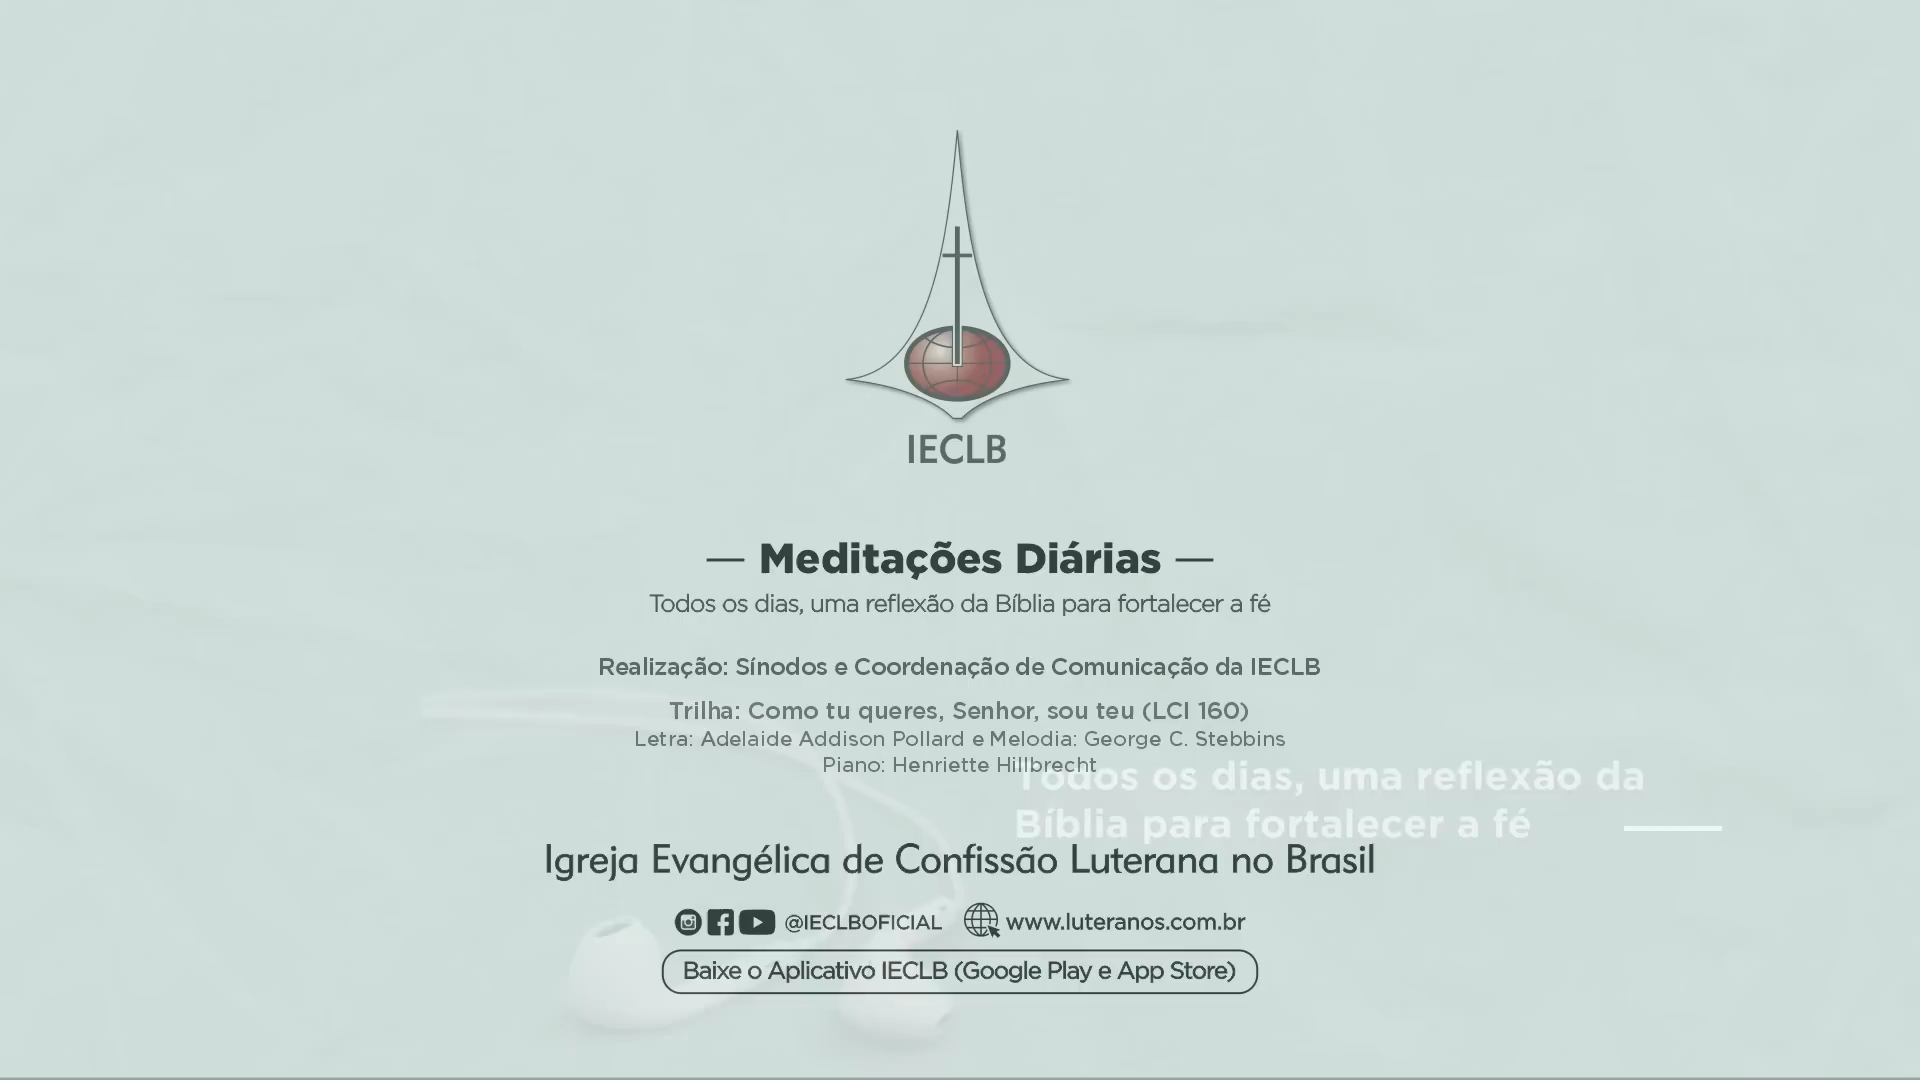 IECLB
— Meditações Diárias —
Todos os dias, uma reflexão da Bíblia para fortalecer a fé
Realização: Sínodos e Coordenação de Comunicação da IECLB
Trilha: Como tu queres, Senhor, sou teu (LCI 160)
Letra: Adelaide Addison Pollard e Melodia: George C. Stebbins
Piano: Henriette Hillbrecht
Todos os dias, uma reflexão da
Bíblia para fortalecer a fé
Igreja Evangélica de Confissão Luterana no Brasil
@IECLBOFICIAL www.luteranos.com.br
Baixe o Aplicativo IECLB (Google Play e App Store)